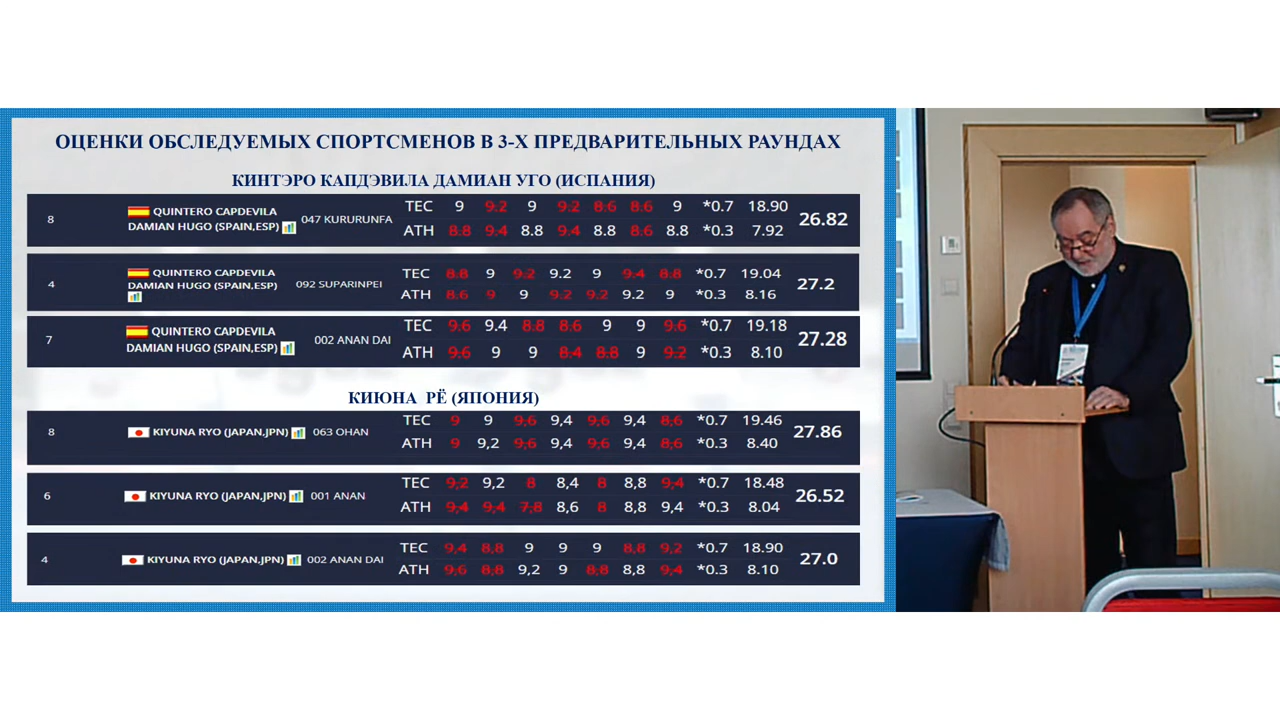 ОЦЕНКИ ОБСЛЕДУЕМЫХ СПОРТСМЕНОВ В 3-Х ПРЕДВАРИТЕЛЬНЫХ РАУНДАХ
КИНТЭРО КАПДЭВИЛА ДАМИАН УГО (ИСПАНИЯ)
8 QUINTERO CAPDEVILA DAMIAN HUGO (SPAIN,ESP) 047 KURURUNFA
TEC 9 9.2 9 9.2 8.6 8.6 9 *0.7 18.90
ATH 8.8 9.4 8.8 9.4 8.8 8.6 8.8 *0.3 7.92
26.82
4 QUINTERO CAPDEVILA DAMIAN HUGO (SPAIN,ESP) 092 SUPARINPEI
TEC 8.8 9 9.2 9.2 9 9.4 8.8 *0.7 19.04
ATH 8.6 9 9 9.2 9.2 9.2 9 *0.3 8.16
27.2
7 QUINTERO CAPDEVILA DAMIAN HUGO (SPAIN,ESP) 002 ANAN DAI
TEC 9.6 9.4 8.8 8.6 9 9 9.6 *0.7 19.18
ATH 9.6 9 9 8.4 8.8 9 9.2 *0.3 8.10
27.28
КИЮНА РЁ (ЯПОНИЯ)
8 KIYUNA RYO (JAPAN.JPN) 063 OHAN
TEC 9 9 9,6 9,4 9,6 9,4 8,6 *0.7 19.46
ATH 9 9,2 9,6 9,4 9,6 9,4 8,6 *0.3 8.40
27.86
6 KIYUNA RYO (JAPAN.JPN) 001 ANAN
TEC 9,2 9,2 8 8,4 8 8,8 9,4 *0.7 18.48
ATH 9,4 9,4 7,8 8,6 8 8,8 9,4 *0.3 8.04
26.52
4 KIYUNA RYO (JAPAN.JPN) 002 ANAN DAI
TEC 9,4 8,8 9 9 9 8,8 9,2 *0.7 18.90
ATH 9,6 8,8 9,2 9 8,8 8,8 9,4 *0.3 8.10
27.0